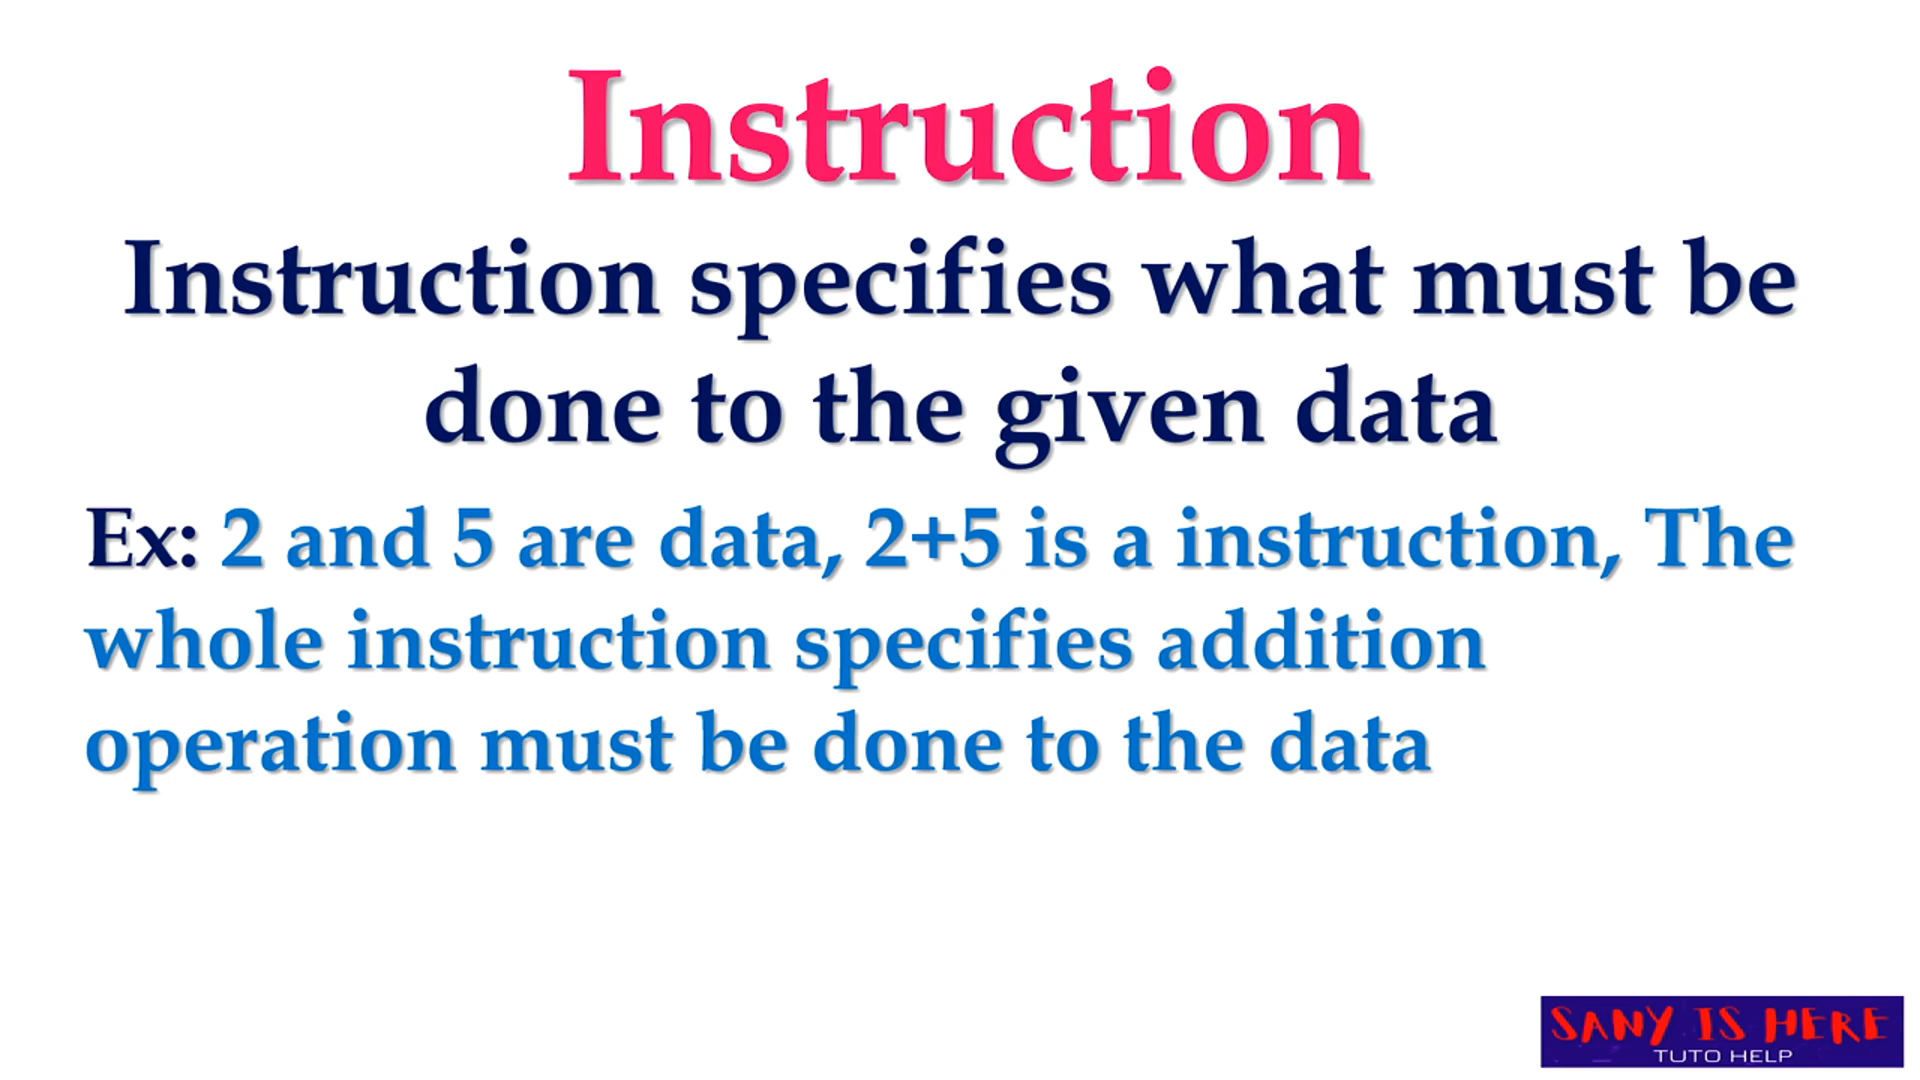 Instruction
Instruction specifies what must be
done to the given data
Ex: 2 and 5 are data, 2+5 is a instruction, The
whole instruction specifies addition
operation must be done to the data
SANY IS HERE
TUTO HELP